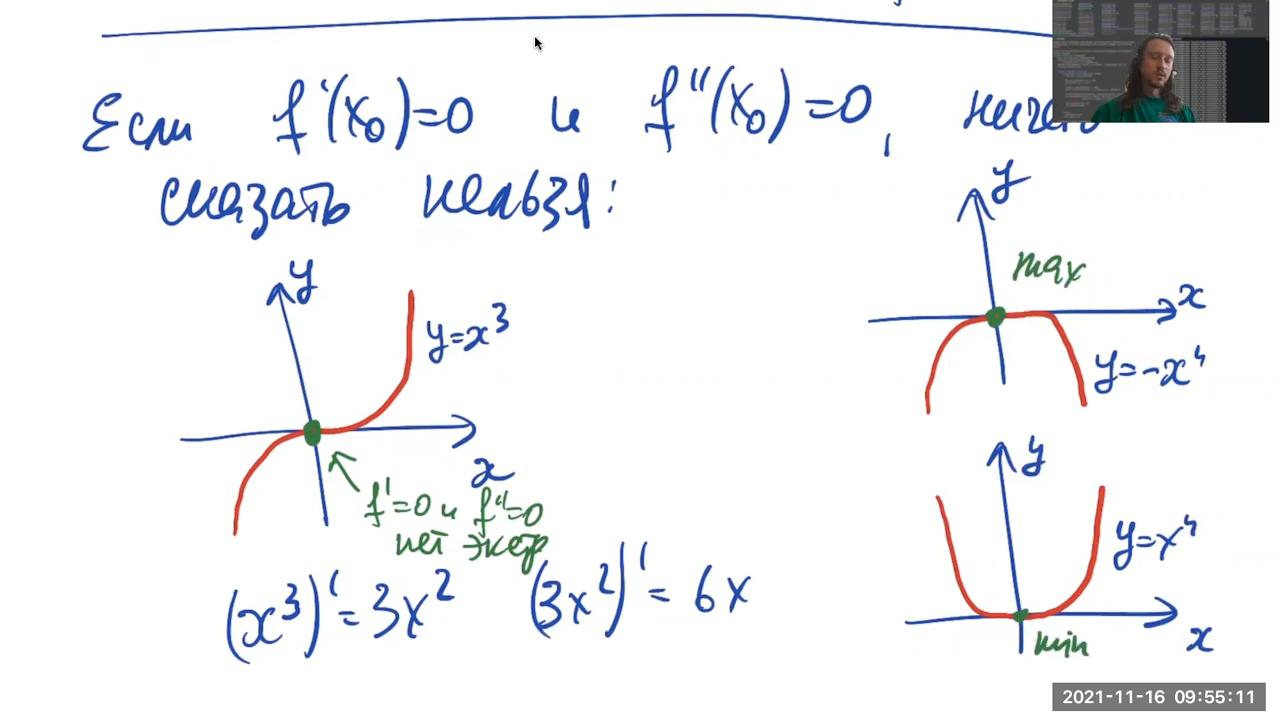 Если f'(x₀)=0 и f''(x₀)=0,
сказать нельзя:
y
y=x³
x
f'=0 и f''=0
нет экстр
(x³)'=3x² (3x²)'= 6x
y
max
x
y=-x⁴
y
y=x⁴
min
x
2021-11-16 09:55:11